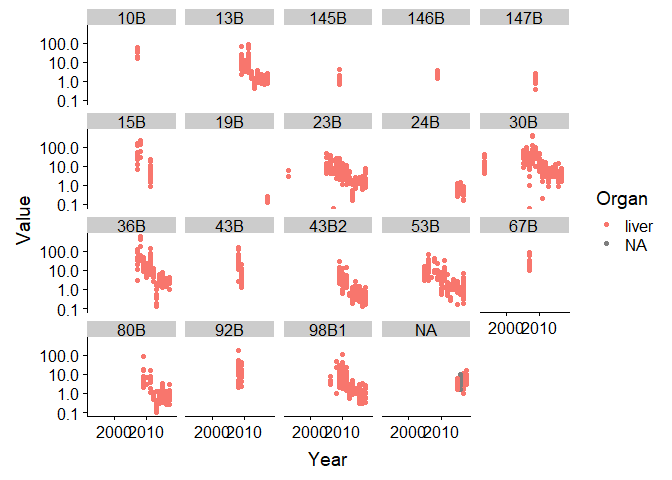 10B 13B 145B 146B 147B
100.0
10.0
1.0
0.1
15B 19B 23B 24B 30B
100.0
10.0
1.0
0.1
36B 43B 43B2 53B 67B
100.0
10.0
1.0
0.1
2000 2010
80B 92B 98B1 NA
100.0
10.0
1.0
0.1
2000 2010 2000 2010 2000 2010 2000 2010
Year
Value
Organ
liver
NA